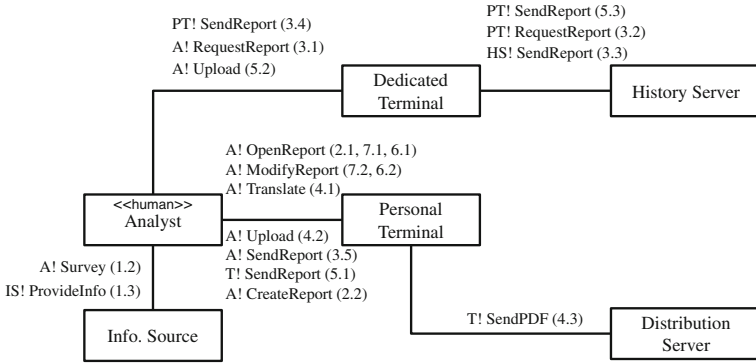 PT! SendReport (3.4)
A! RequestReport (3.1)
A! Upload (5.2)
PT! SendReport (5.3)
PT! RequestReport (3.2)
HS! SendReport (3.3)
Dedicated
Terminal
History Server
A! OpenReport (2.1, 7.1, 6.1)
A! ModifyReport (7.2, 6.2)
A! Translate (4.1)
<<human>>
Analyst
Personal
Terminal
A! Upload (4.2)
A! SendReport (3.5)
T! SendReport (5.1)
A! CreateReport (2.2)
A! Survey (1.2)
IS! ProvideInfo (1.3)
Info. Source
T! SendPDF (4.3)
Distribution
Server